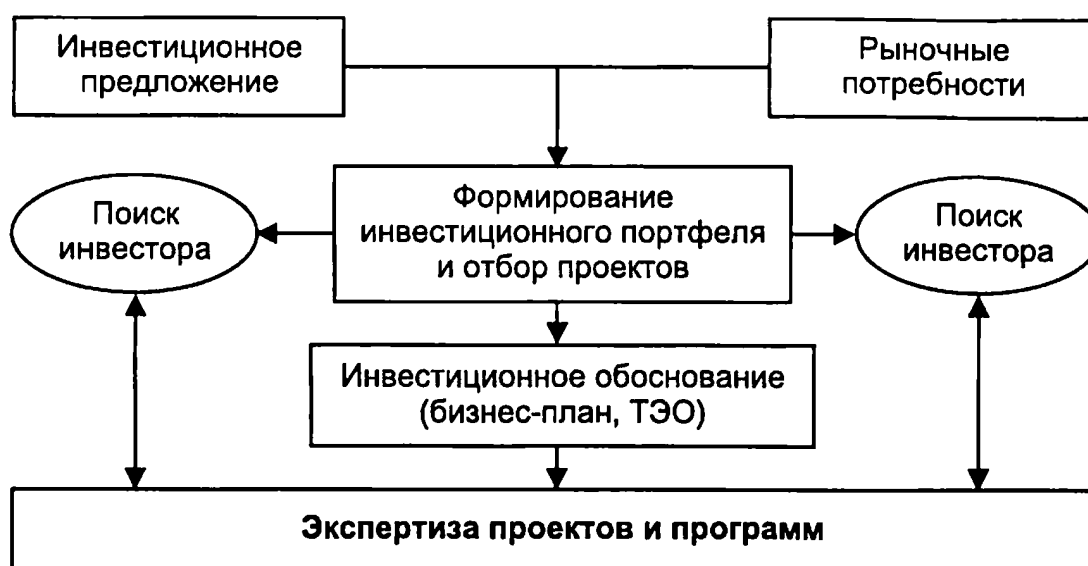 Инвестиционное
предложение
Рыночные
потребности
Поиск
инвестора
Формирование
инвестиционного портфеля
и отбор проектов
Поиск
инвестора
Инвестиционное обоснование
(бизнес-план, ТЭО)
Экспертиза проектов и программ